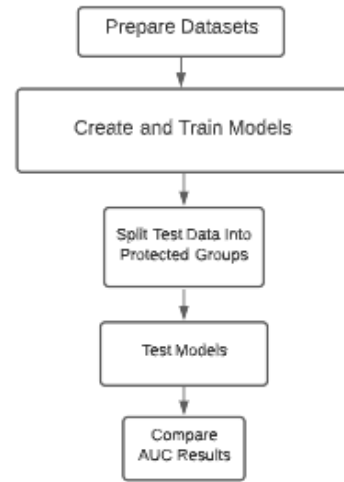 Prepare Datasets
Create and Train Models
Split Test Data Into
Protected Groups
Test Models
Compare
AUC Results